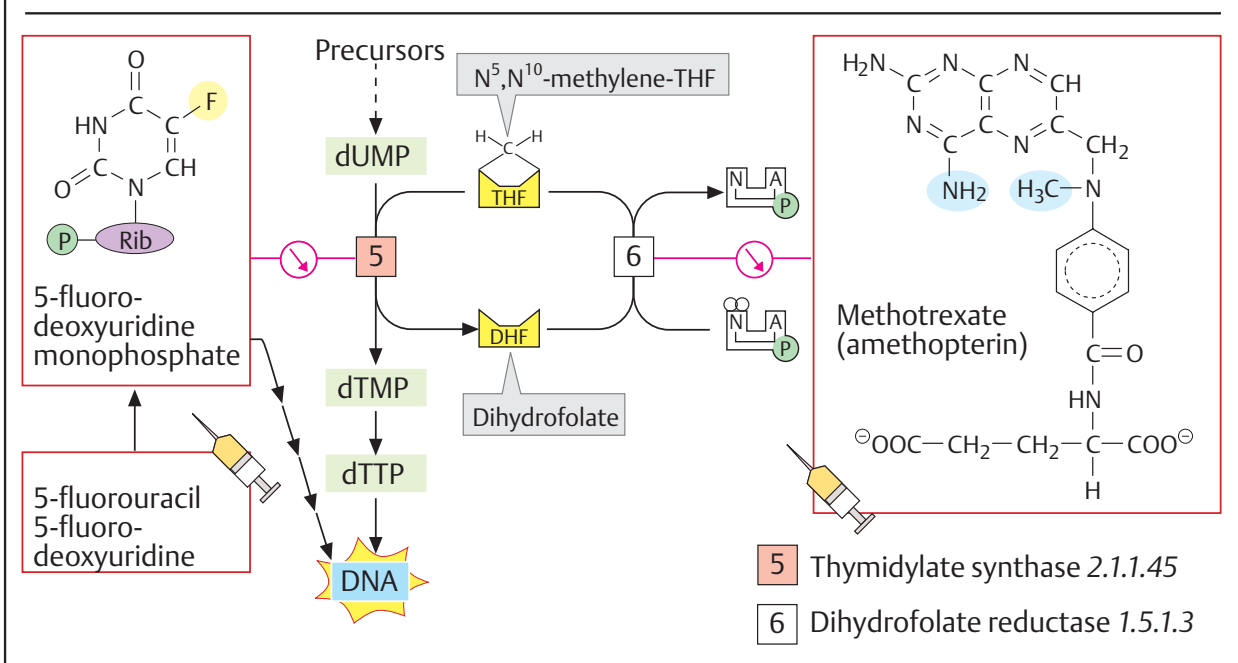 Precursors
N⁵,N¹⁰-methylene-THF
dUMP
H
C
H
THF
5
DHF
Dihydrofolate
dTMP
dTTP
DNA
N A
P
6
N A
P
O
C
F
HN
C
C
CH
O
N
P
Rib
5-fluoro-
deoxyuridine
monophosphate
5-fluorouracil
5-fluoro-
deoxyuridine
H₂N
N
N
C
C
CH
N
C
C
C
N
CH₂
NH₂
H₃C
N
Methotrexate
(amethopterin)
C=O
HN
⊖OOC—CH₂—CH₂—C—COO⊖
H
5 Thymidylate synthase 2.1.1.45
6 Dihydrofolate reductase 1.5.1.3